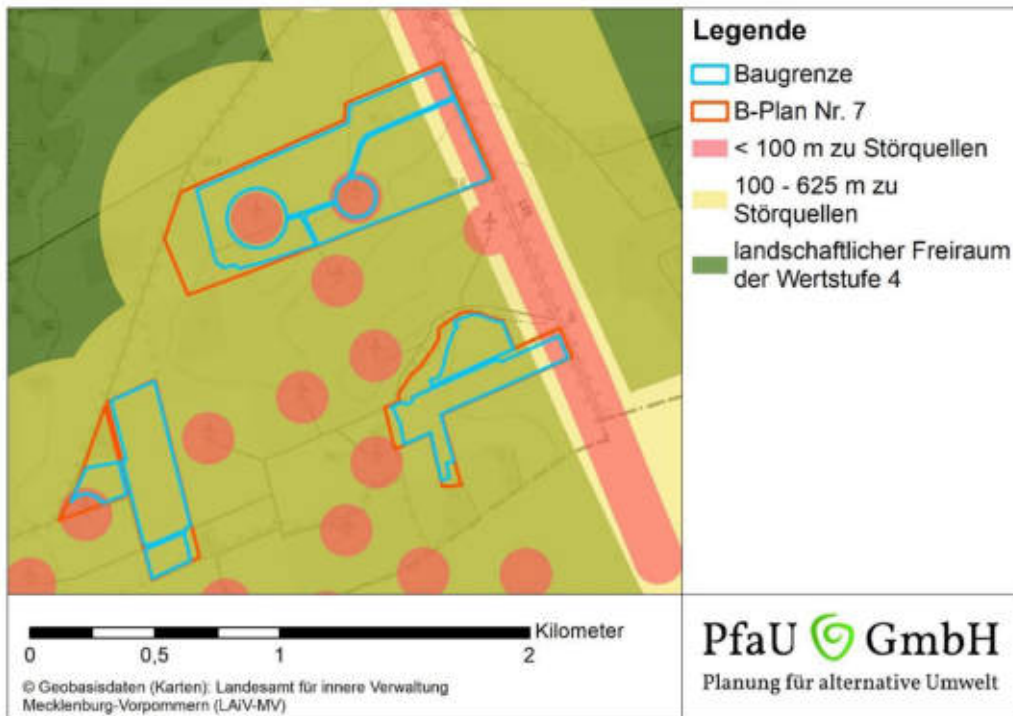 Legende
Baugrenze
B-Plan Nr. 7
< 100 m zu Störquellen
100 - 625 m zu
Störquellen
landschaftlicher Freiraum
der Wertstufe 4
Kilometer
0 0,5 1 2
© Geobasisdaten (Karten): Landesamt für innere Verwaltung
Mecklenburg-Vorpommern (LAiV-MV)
PfaU GmbH
Planung für alternative Umwelt